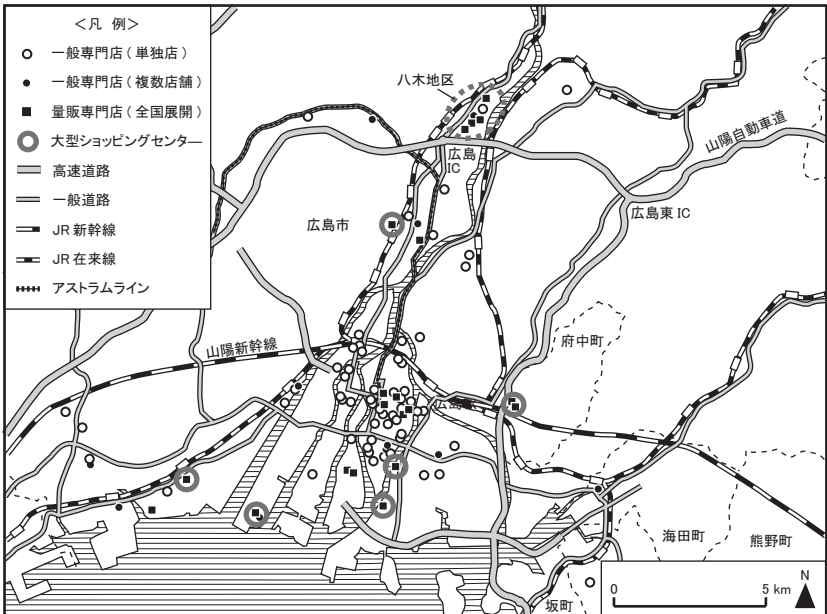 ＜凡 例＞
一般専門店（単独店）
一般専門店（複数店舗）
量販専門店（全国展開）
大型ショッピングセンター
高速道路
一般道路
JR 新幹線
JR 在来線
アストラムライン
八木地区
広島
IC
山陽自動車道
広島市
広島東 IC
府中町
山陽新幹線
広島
海田町
熊野町
坂町
0
5 km
N